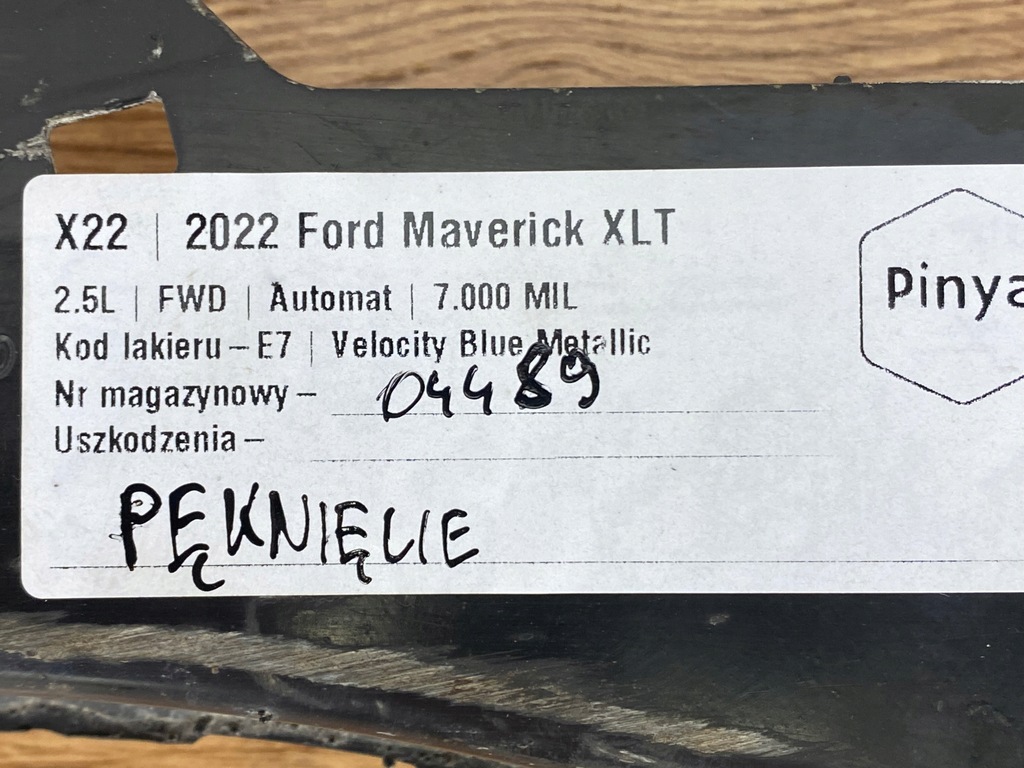 X22 | 2022 Ford Maverick XLT
2.5L | FWD | Automat | 7.000 MIL
Kod lakieru – E7 | Velocity Blue Metallic
Nr magazynowy – 04489
Uszkodzenia –
PĘKNIĘCIE
Pinya